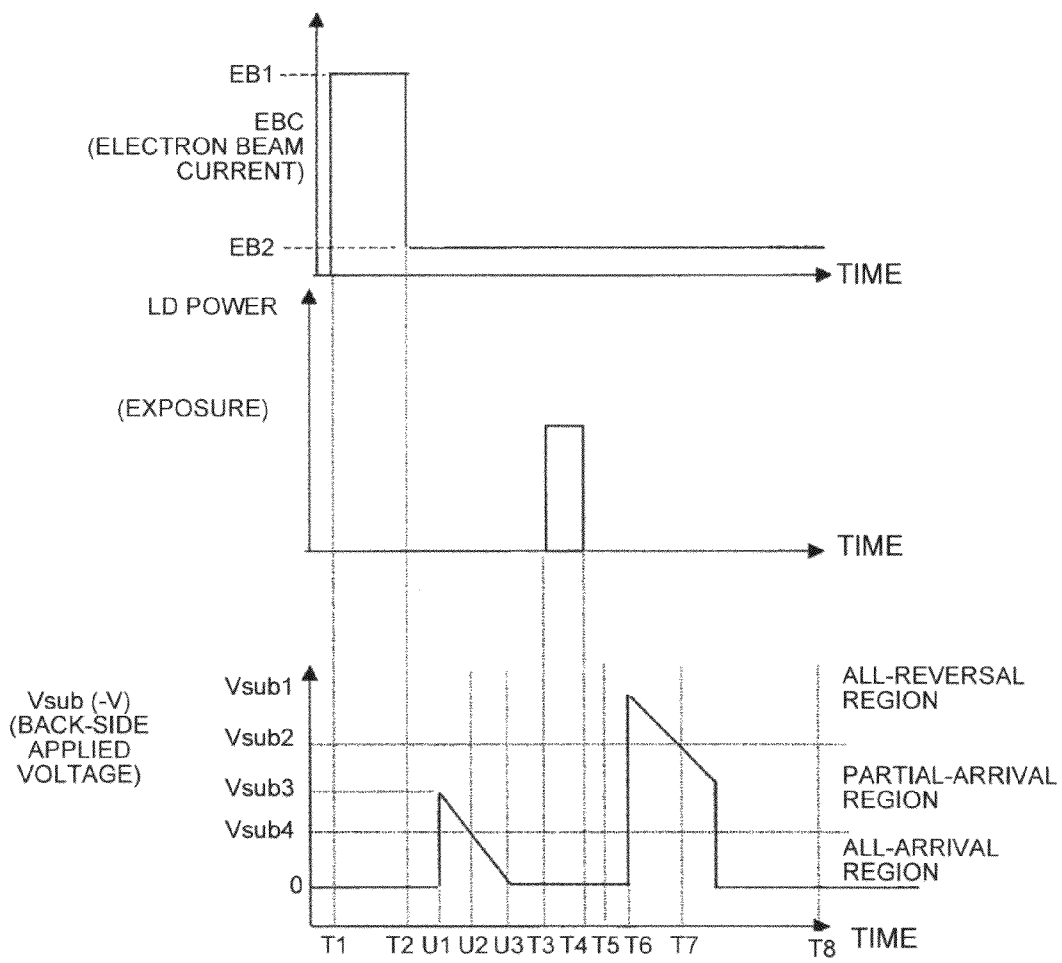 EB1
EBC
(ELECTRON BEAM
CURRENT)
EB2
TIME
LD POWER
(EXPOSURE)
TIME
Vsub (-V)
(BACK-SIDE
APPLIED
VOLTAGE)
Vsub1
Vsub2
Vsub3
Vsub4
0
ALL-REVERSAL
REGION
PARTIAL-ARRIVAL
REGION
ALL-ARRIVAL
REGION
T1 T2 U1 U2 U3 T3 T4 T5 T6 T7 T8 TIME